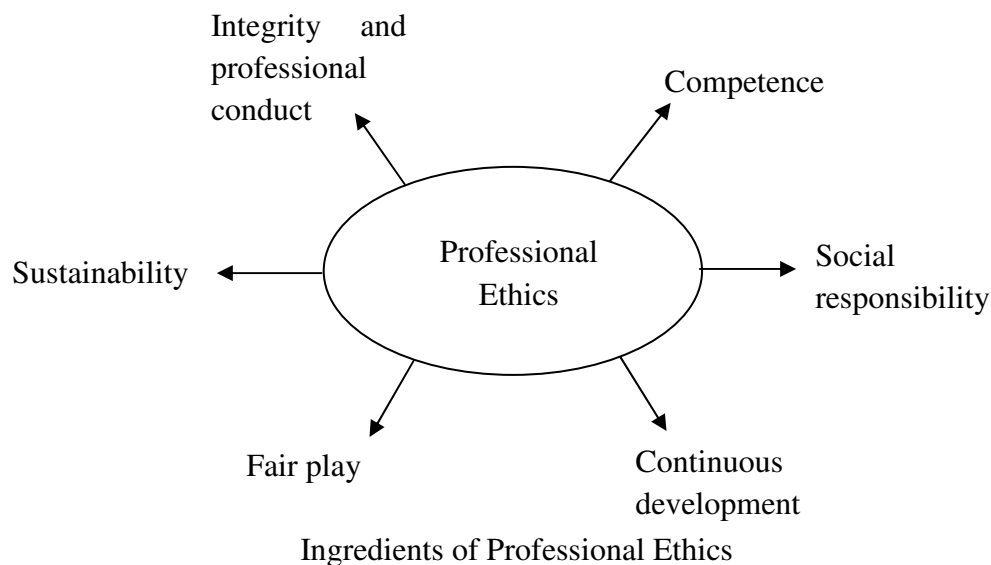 Integrity and
professional
conduct
Competence
Professional
Ethics
Social
responsibility
Sustainability
Fair play
Continuous
development
Ingredients of Professional Ethics